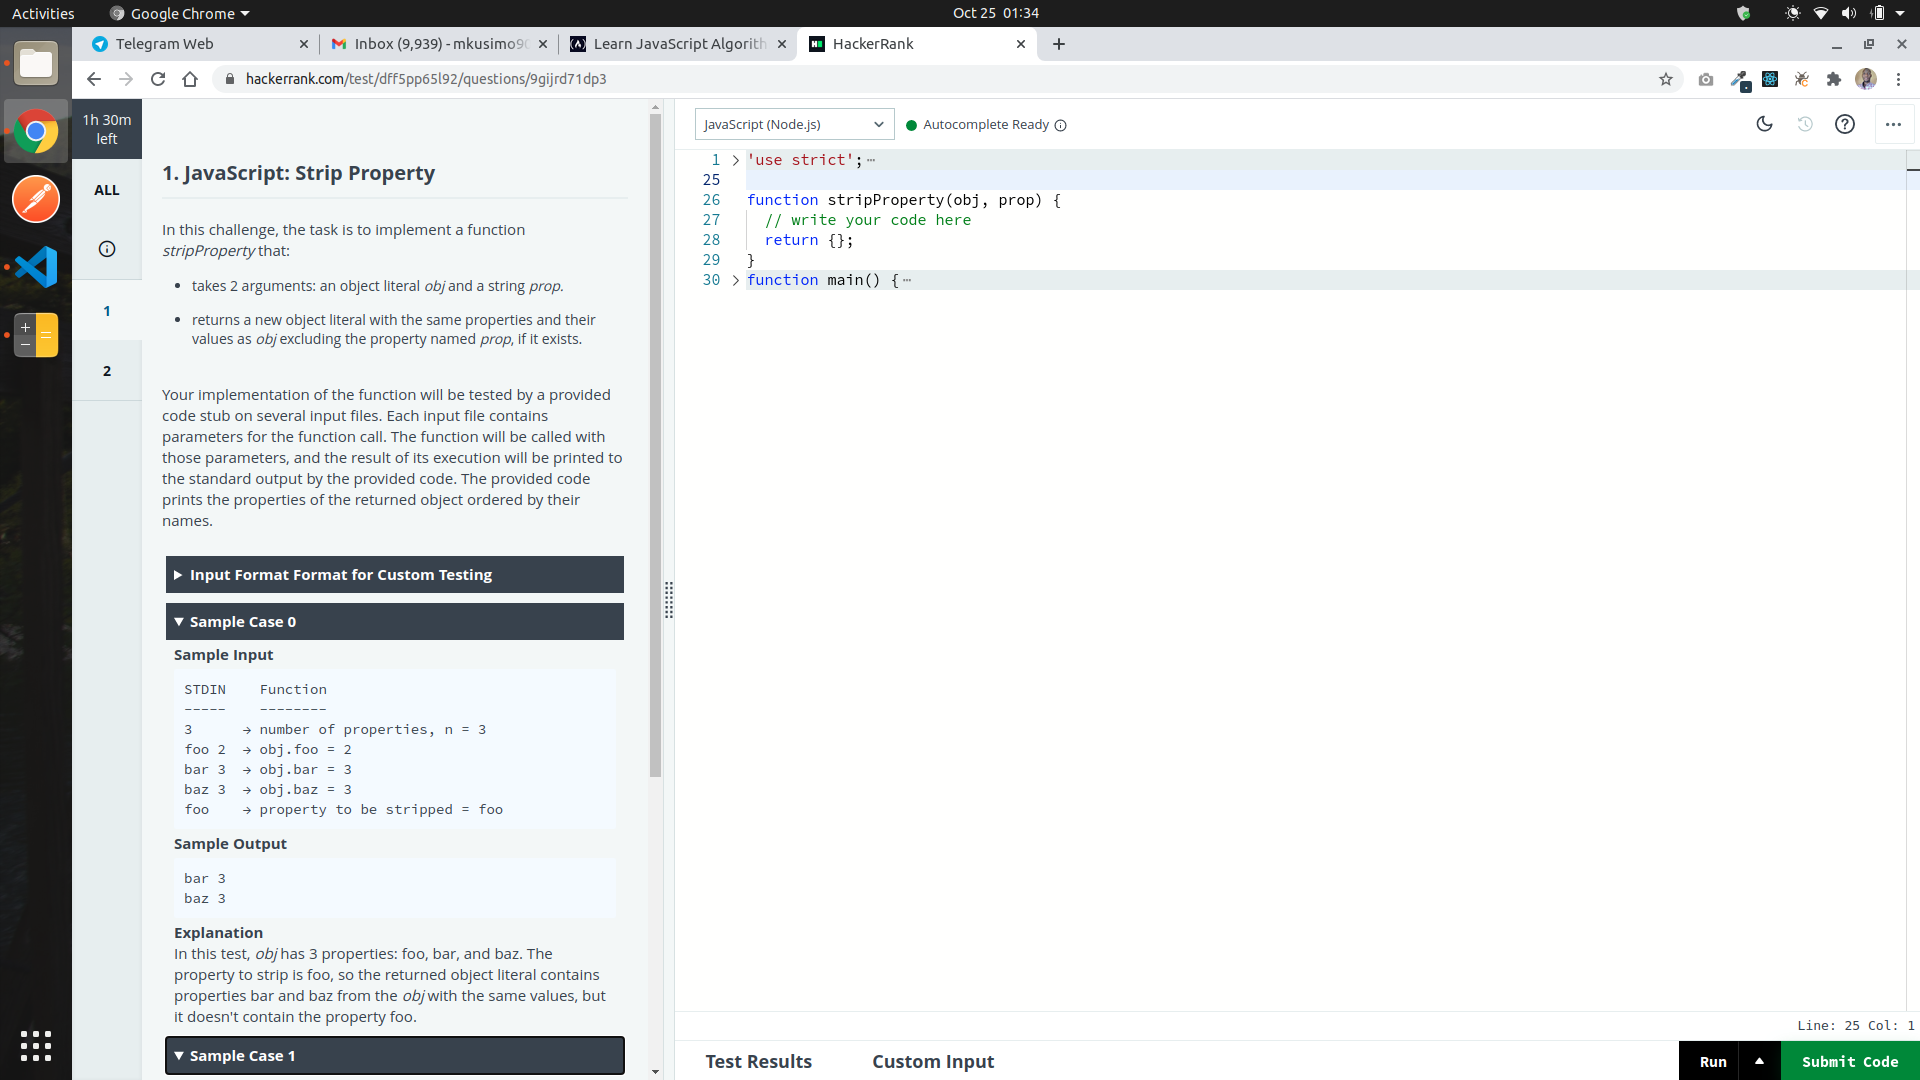 Activities
Google Chrome
Oct 25 01:34
Telegram Web
Inbox (9,939) - mkusimo90
Learn JavaScript Algorith
HackerRank
hackerrank.com/test/dff5pp65l92/questions/9gijrd71dp3
1h 30m
left
ALL
1
2
1. JavaScript: Strip Property
In this challenge, the task is to implement a function
stripProperty that:
• takes 2 arguments: an object literal obj and a string prop.
• returns a new object literal with the same properties and their
values as obj excluding the property named prop, if it exists.
Your implementation of the function will be tested by a provided
code stub on several input files. Each input file contains
parameters for the function call. The function will be called with
those parameters, and the result of its execution will be printed to
the standard output by the provided code. The provided code
prints the properties of the returned object ordered by their
names.
Input Format Format for Custom Testing
Sample Case 0
Sample Input
STDIN Function
----- --------
3 → number of properties, n = 3
foo 2 → obj.foo = 2
bar 3 → obj.bar = 3
baz 3 → obj.baz = 3
foo → property to be stripped = foo
Sample Output
bar 3
baz 3
Explanation
In this test, obj has 3 properties: foo, bar, and baz. The
property to strip is foo, so the returned object literal contains
properties bar and baz from the obj with the same values, but
it doesn't contain the property foo.
Sample Case 1
JavaScript (Node.js)
Autocomplete Ready
1 'use strict';
25
26 function stripProperty(obj, prop) {
27 // write your code here
28 return {};
29 }
30 function main() {
Line: 25 Col: 1
Test Results
Custom Input
Run
Submit Code